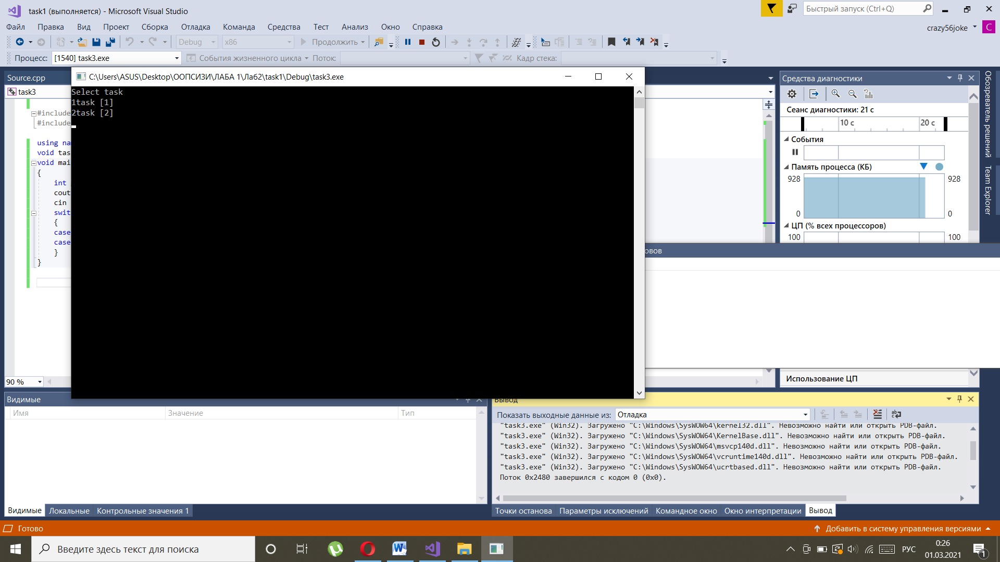 task1 (выполняется) - Microsoft Visual Studio
Быстрый запуск (Ctrl+Q)
Файл Правка Вид Проект Сборка Отладка Команда Средства Тест Анализ Окно Справка
crazy56joke C
Debug x86 Продолжить
Процесс: [1540] task3.exe События жизненного цикла Поток: Кадр стека:
Source.cpp
task3
#include
#include
using na
void tas
void mai
{
int
cout
cin
swit
{
case
case
}
}
90 %
C:\Users\ASUS\Desktop\ООПСИЗИ\ЛАБА 1\Лаб2\task1\Debug\task3.exe
Select task
1task [1]
2task [2]
Средства диагностики
Сеанс диагностики: 21 с
10 с 20 с
События
Память процесса (КБ)
928 928
0 0
ЦП (% всех процессоров)
100 100
овов
Использование ЦП
Обозреватель решений
Team Explorer
Видимые
Имя Значение Тип
Видимые Локальные Контрольные значения 1
Вывод
Показать выходные данные из: Отладка
"task3.exe" (Win32). Загружено "C:\Windows\SysWOW64\kernel32.dll". Невозможно найти или открыть PDB-файл.
"task3.exe" (Win32). Загружено "C:\Windows\SysWOW64\KernelBase.dll". Невозможно найти или открыть PDB-файл.
"task3.exe" (Win32). Загружено "C:\Windows\SysWOW64\msvcp140d.dll". Невозможно найти или открыть PDB-файл.
"task3.exe" (Win32). Загружено "C:\Windows\SysWOW64\vcruntime140d.dll". Невозможно найти или открыть PDB-файл.
"task3.exe" (Win32). Загружено "C:\Windows\SysWOW64\ucrtbased.dll". Невозможно найти или открыть PDB-файл.
Поток 0x2480 завершился с кодом 0 (0x0).
Точки останова Параметры исключений Командное окно Окно интерпретации Вывод
Готово
Добавить в систему управления версиями
Введите здесь текст для поиска
РУС
0:26
01.03.2021
1